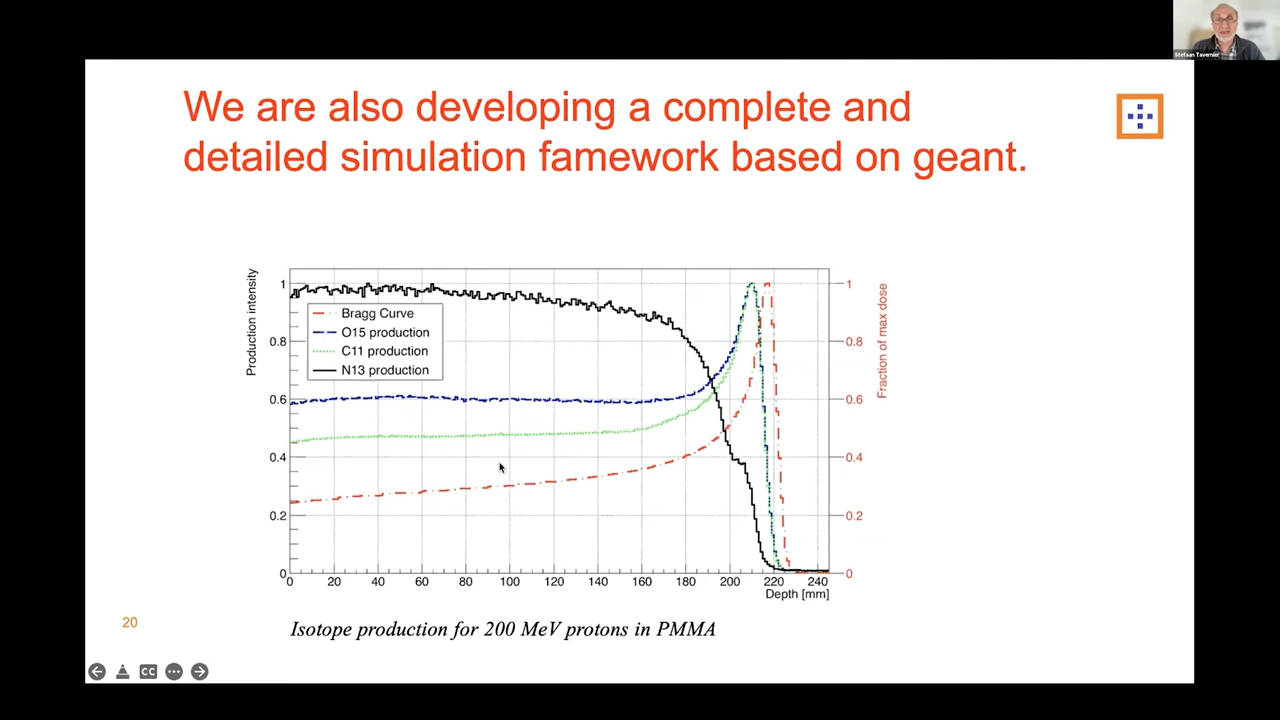 Stefaan Tavernier
We are also developing a complete and
detailed simulation famework based on geant.
Production intensity
1
0.8
0.6
0.4
0.2
0
Bragg Curve
O15 production
C11 production
N13 production
1
0.8
0.6
0.4
0.2
0
Fraction of max dose
0 20 40 60 80 100 120 140 160 180 200 220 240
Depth [mm]
20
Isotope production for 200 MeV protons in PMMA
CC